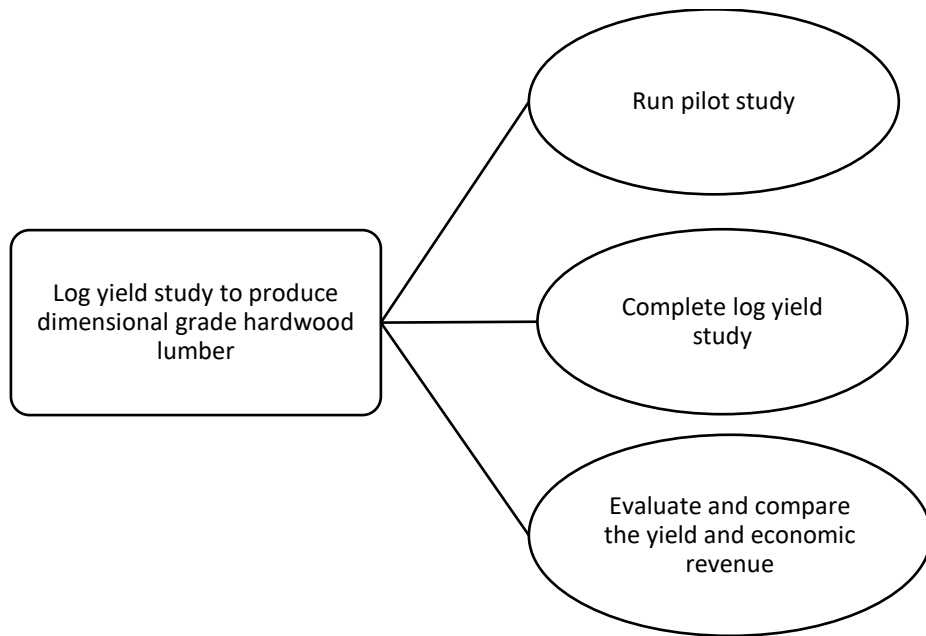 Run pilot study
Log yield study to produce
dimensional grade hardwood
lumber
Complete log yield
study
Evaluate and compare
the yield and economic
revenue